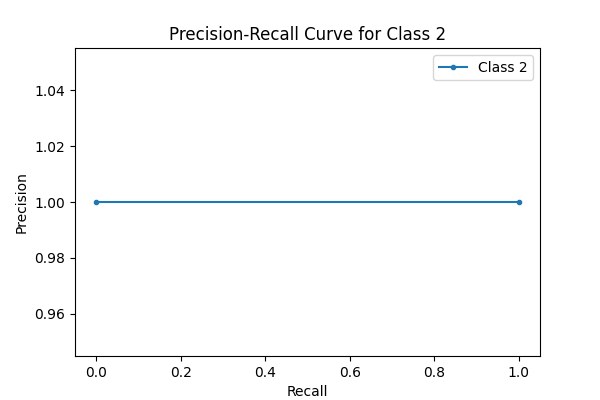 Precision-Recall Curve for Class 2
Class 2
1.04
1.02
1.00
0.98
0.96
Precision
0.0 0.2 0.4 0.6 0.8 1.0
Recall